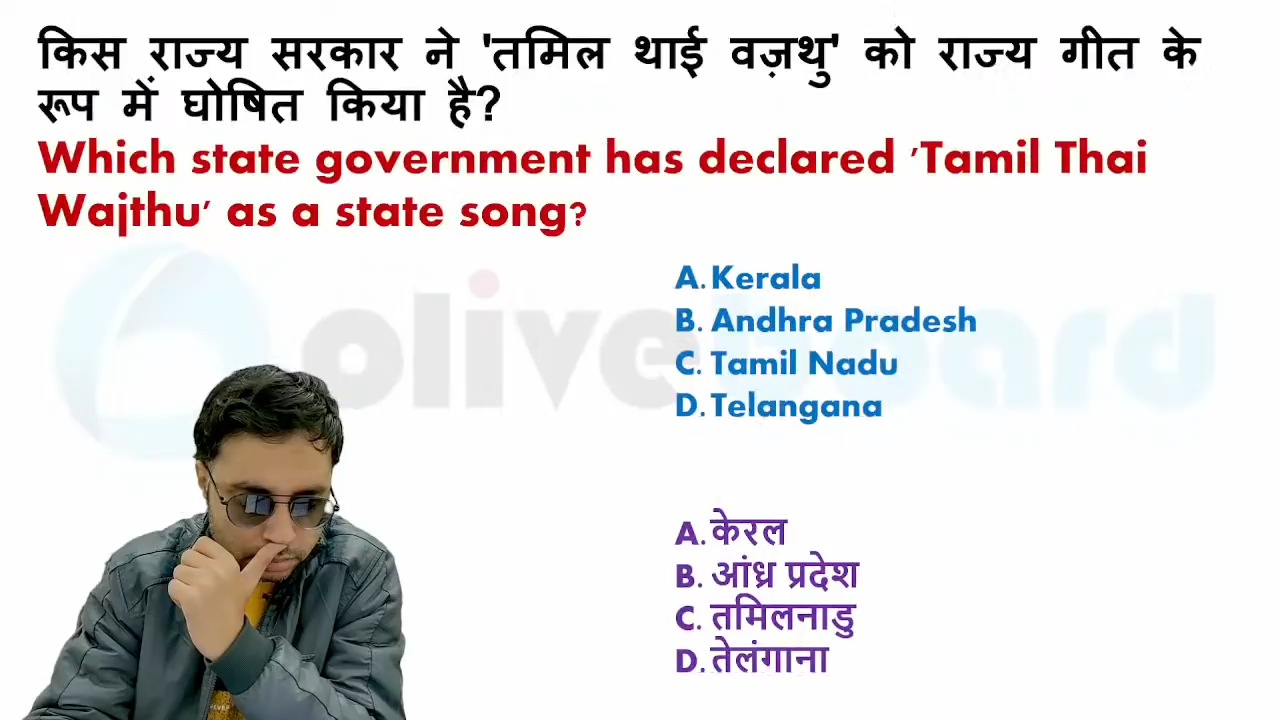 किस राज्य सरकार ने 'तमिल थाई वज़थु' को राज्य गीत के
रूप में घोषित किया है?
Which state government has declared 'Tamil Thai
Wajthu' as a state song?
oliveboard
A. Kerala
B. Andhra Pradesh
C. Tamil Nadu
D. Telangana
A. केरल
B. आंध्र प्रदेश
C. तमिलनाडु
D. तेलंगाना